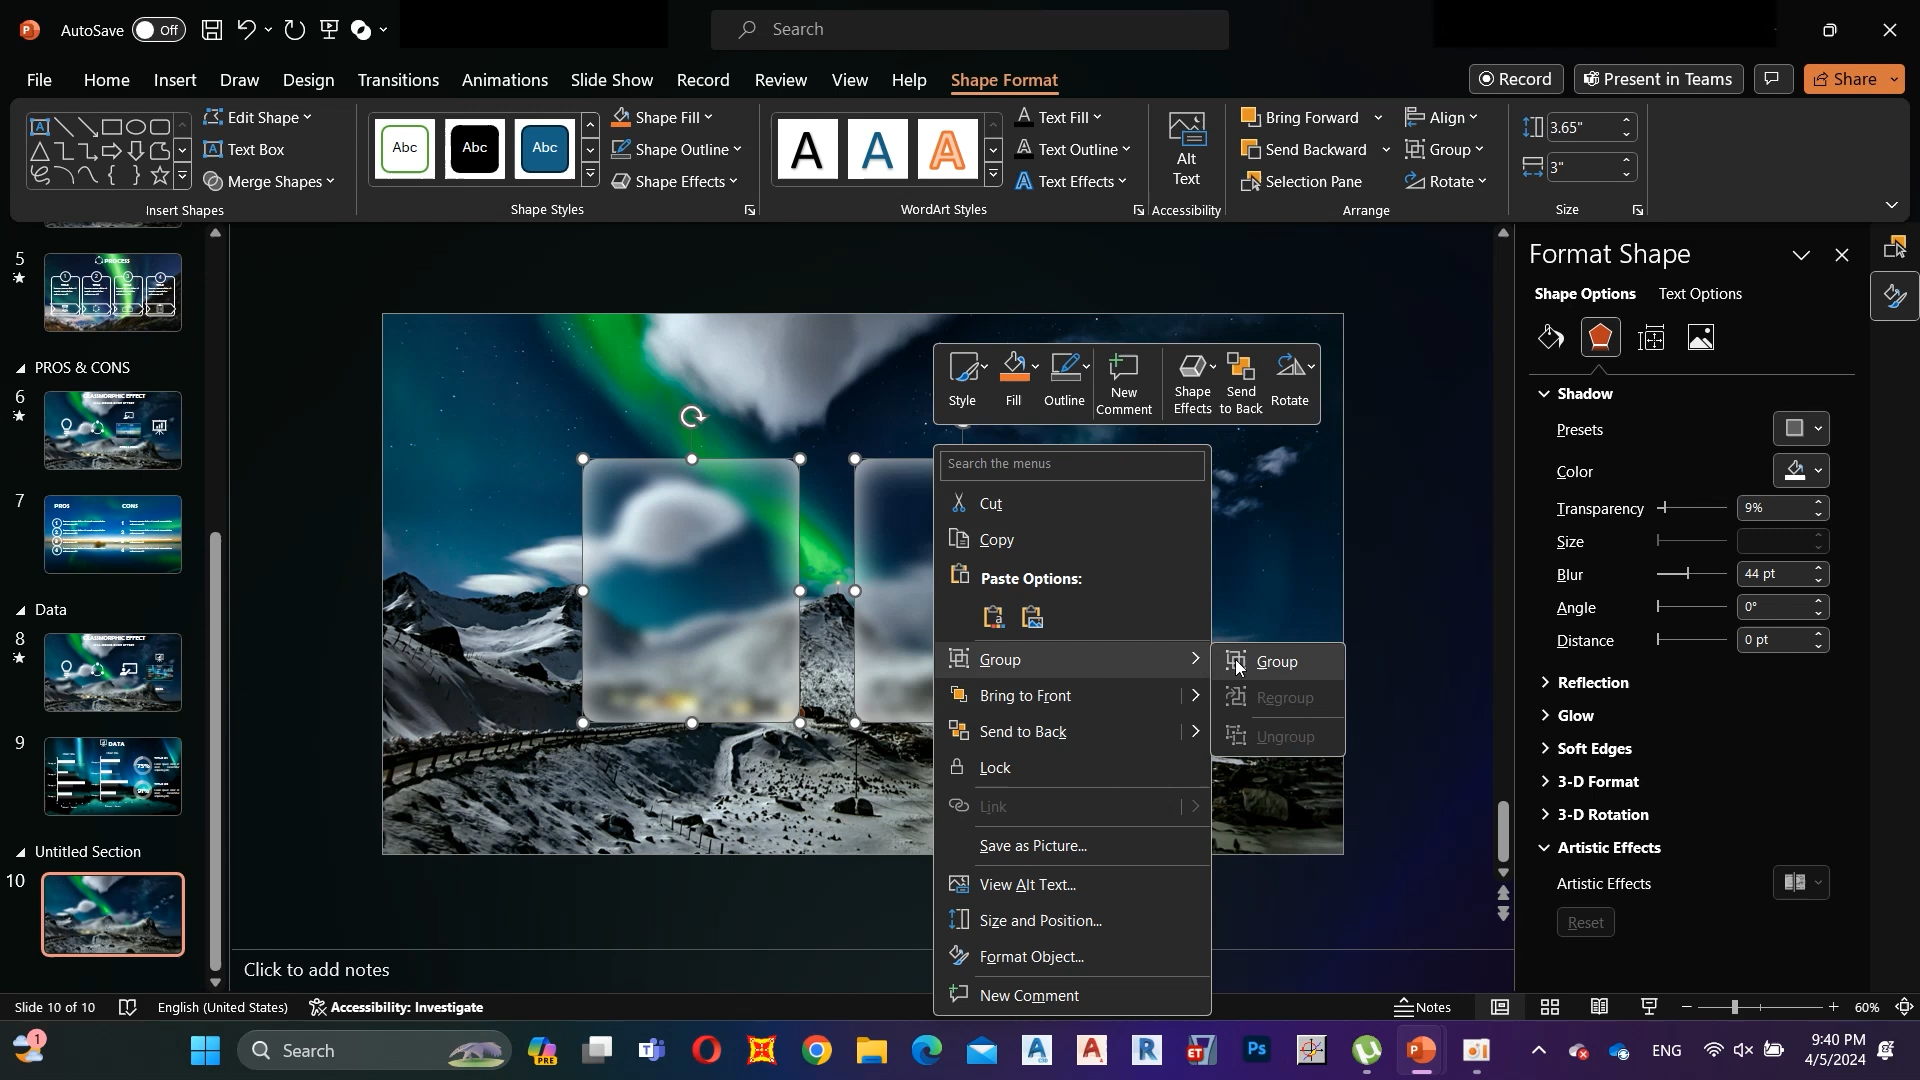 AutoSave Off Search
File Home Insert Draw Design Transitions Animations Slide Show Record Review View Help Shape Format Record Present in Teams Share
Edit Shape
Text Box
Merge Shapes
Insert Shapes
Abc Abc Abc
Shape Fill
Shape Outline
Shape Effects
Shape Styles
A A A
Text Fill
Text Outline
Text Effects
WordArt Styles
Alt
Text
Accessibility
Bring Forward
Send Backward
Selection Pane
Align
Group
Rotate
Arrange
3.65"
3"
Size
5
PROCESS
PROS & CONS
6
7
PROS CONS
Data
8
9
DATA
Untitled Section
10
Style
Fill
Outline
New
Comment
Shape
Effects
Send
to Back
Rotate
Search the menus
Cut
Copy
Paste Options:
Group
Bring to Front
Send to Back
Lock
Link
Save as Picture...
View Alt Text...
Size and Position...
Format Object...
New Comment
Group
Regroup
Ungroup
Format Shape
Shape Options Text Options
Shadow
Presets
Color
Transparency 9%
Size
Blur 44 pt
Angle 0°
Distance 0 pt
Reflection
Glow
Soft Edges
3-D Format
3-D Rotation
Artistic Effects
Artistic Effects
Reset
Click to add notes
Slide 10 of 10 English (United States) Accessibility: Investigate Notes 60%
1 Search PRE ET Ps ENG 9:40 PM
4/5/2024